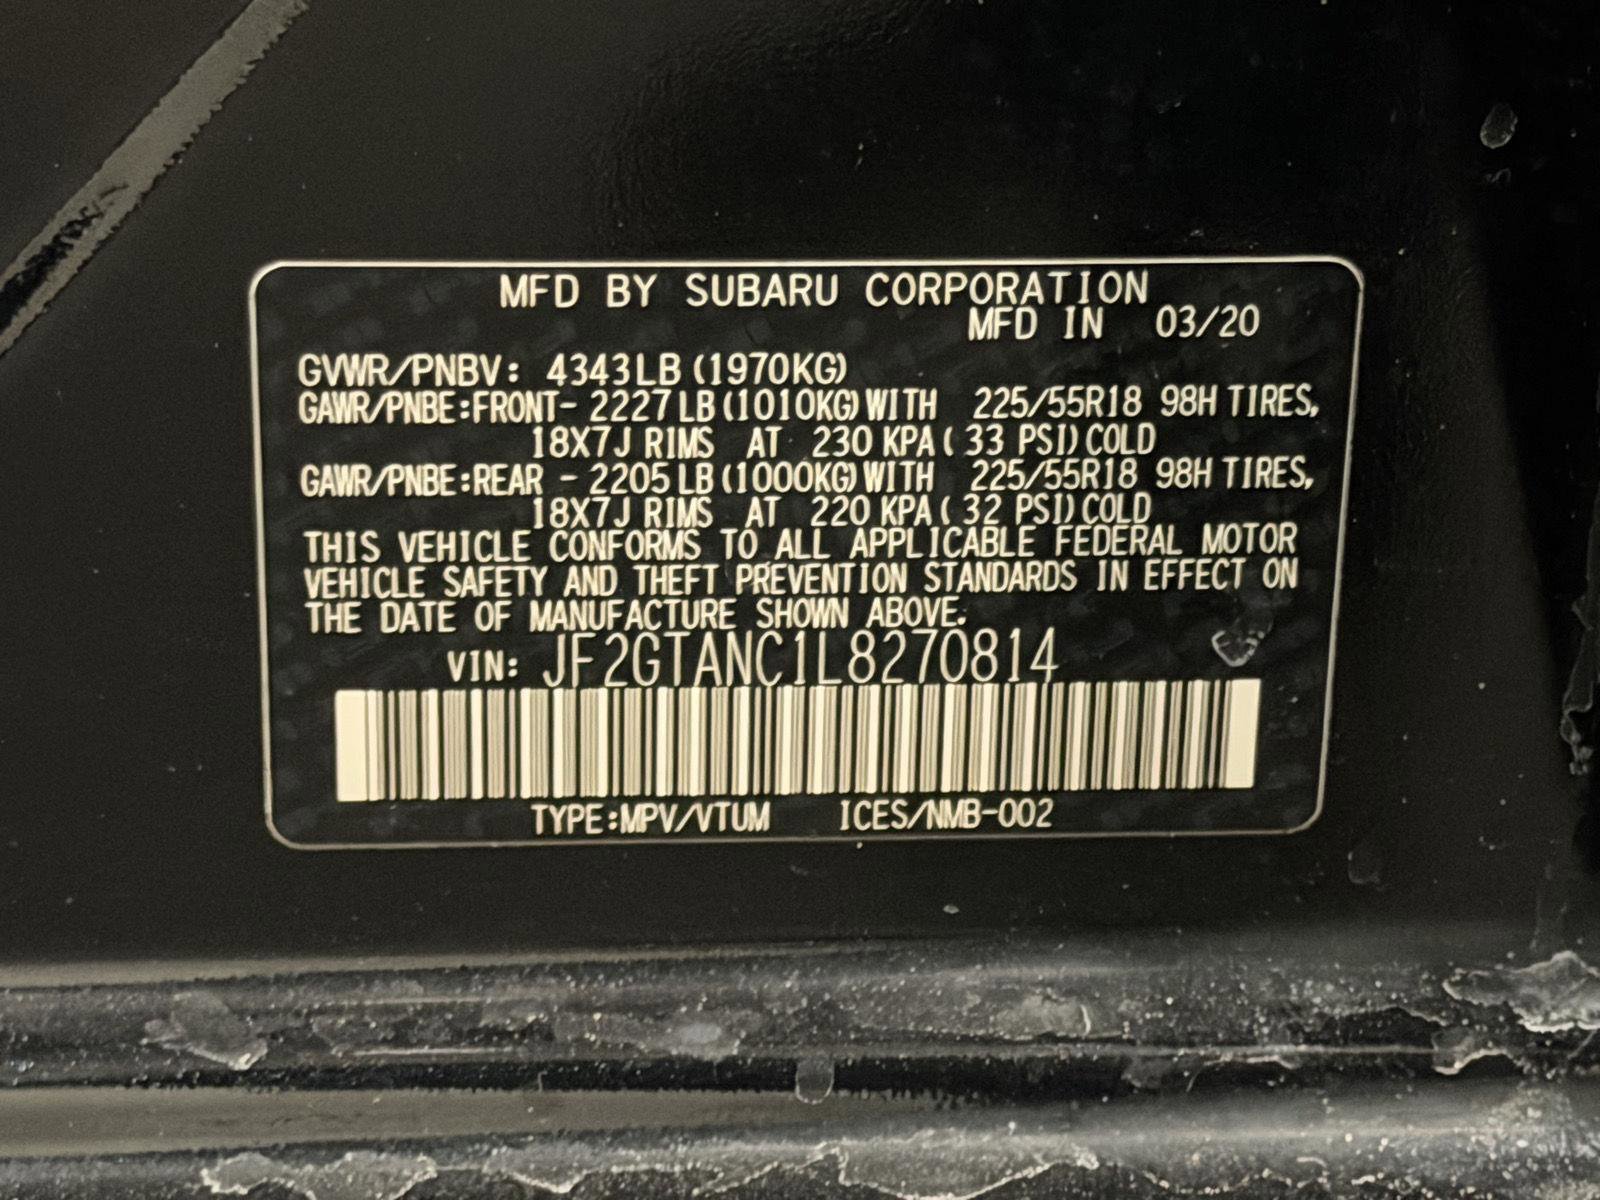 MFD BY SUBARU CORPORATION
MFD IN 03/20
GVWR/PNBV: 4343LB (1970KG)
GAWR/PNBE:FRONT- 2227LB(1010KG)WITH 225/55R18 98H TIRES,
18X7J RIMS AT 230 KPA( 33 PSI)COLD
GAWR/PNBE:REAR - 2205LB(1000KG)WITH 225/55R18 98H TIRES,
18X7J RIMS AT 220 KPA( 32 PSI)COLD
THIS VEHICLE CONFORMS TO ALL APPLICABLE FEDERAL MOTOR
VEHICLE SAFETY AND THEFT PREVENTION STANDARDS IN EFFECT ON
THE DATE OF MANUFACTURE SHOWN ABOVE.
VIN: JF2GTANC1L8270814
TYPE:MPV/VTUM ICES/NMB-002